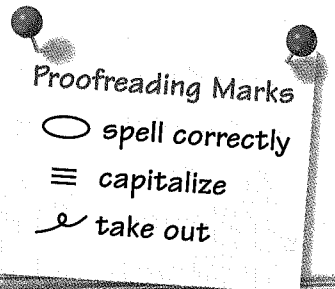 Proofreading Marks
spell correctly
capitalize
take out